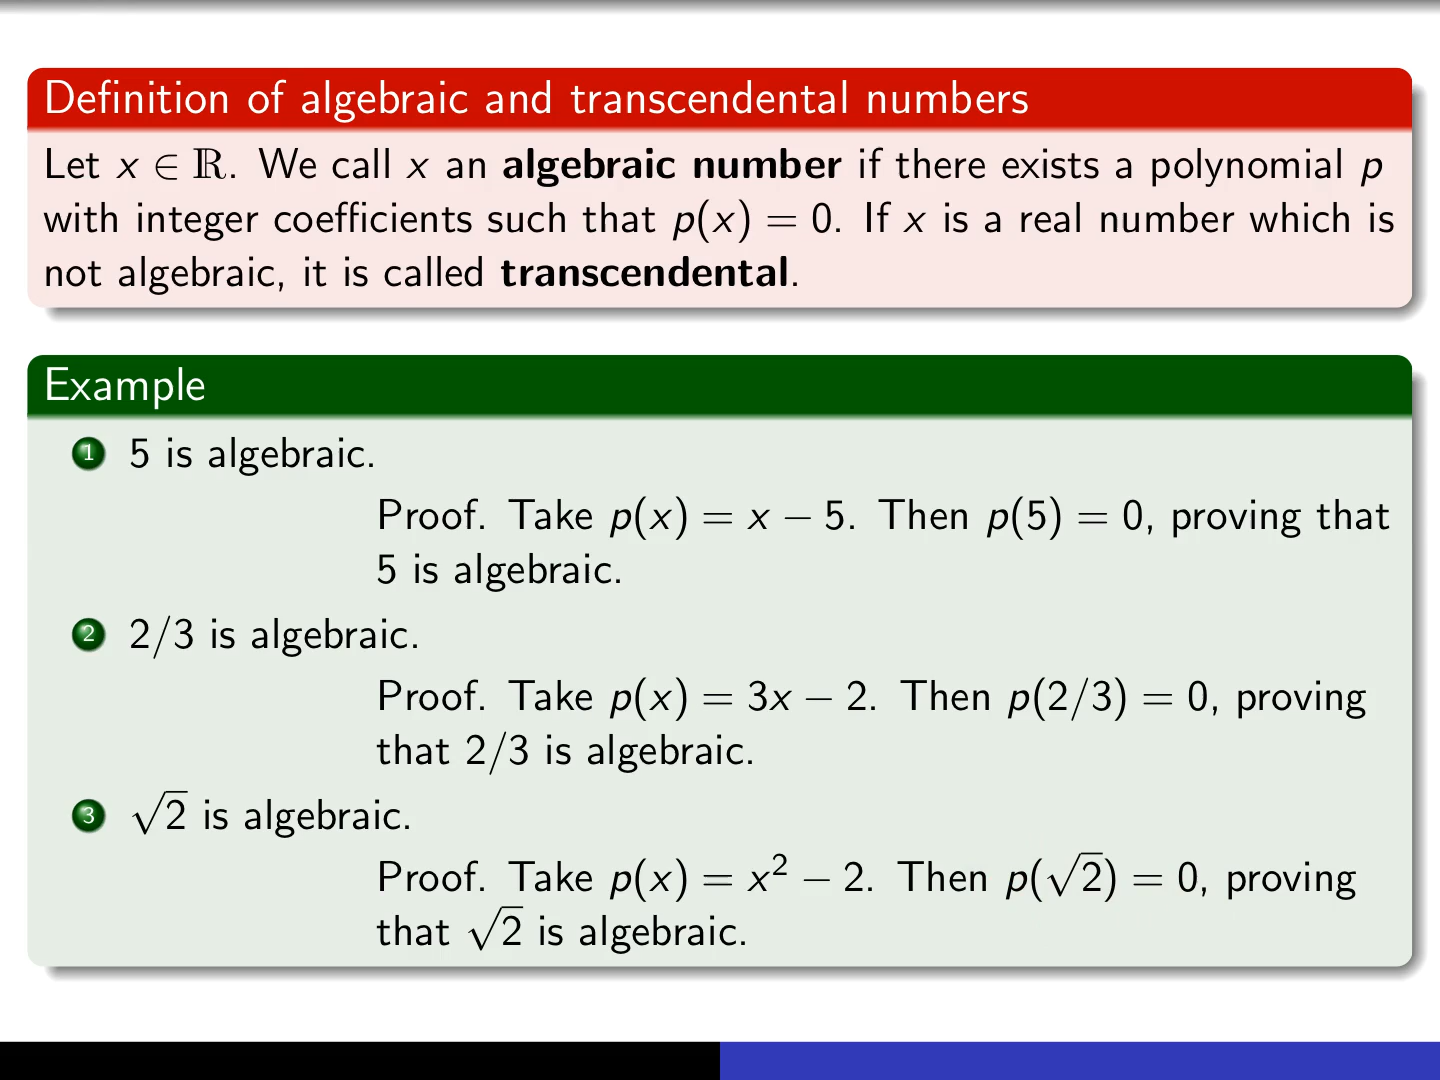 Definition of algebraic and transcendental numbers
Let x ∈ ℝ. We call x an algebraic number if there exists a polynomial p
with integer coefficients such that p(x) = 0. If x is a real number which is
not algebraic, it is called transcendental.
Example
1 5 is algebraic.
Proof. Take p(x) = x − 5. Then p(5) = 0, proving that
5 is algebraic.
2 2/3 is algebraic.
Proof. Take p(x) = 3x − 2. Then p(2/3) = 0, proving
that 2/3 is algebraic.
3 √2 is algebraic.
Proof. Take p(x) = x² − 2. Then p(√2) = 0, proving
that √2 is algebraic.